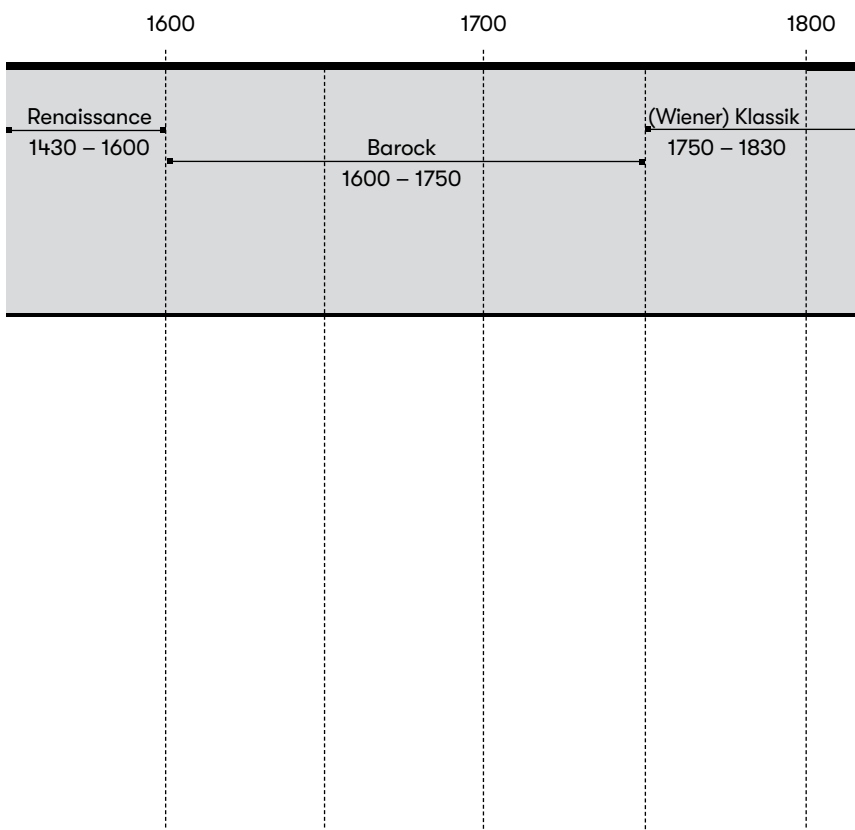 1600 1700 1800
Renaissance
1430 – 1600
Barock
1600 – 1750
(Wiener) Klassik
1750 – 1830